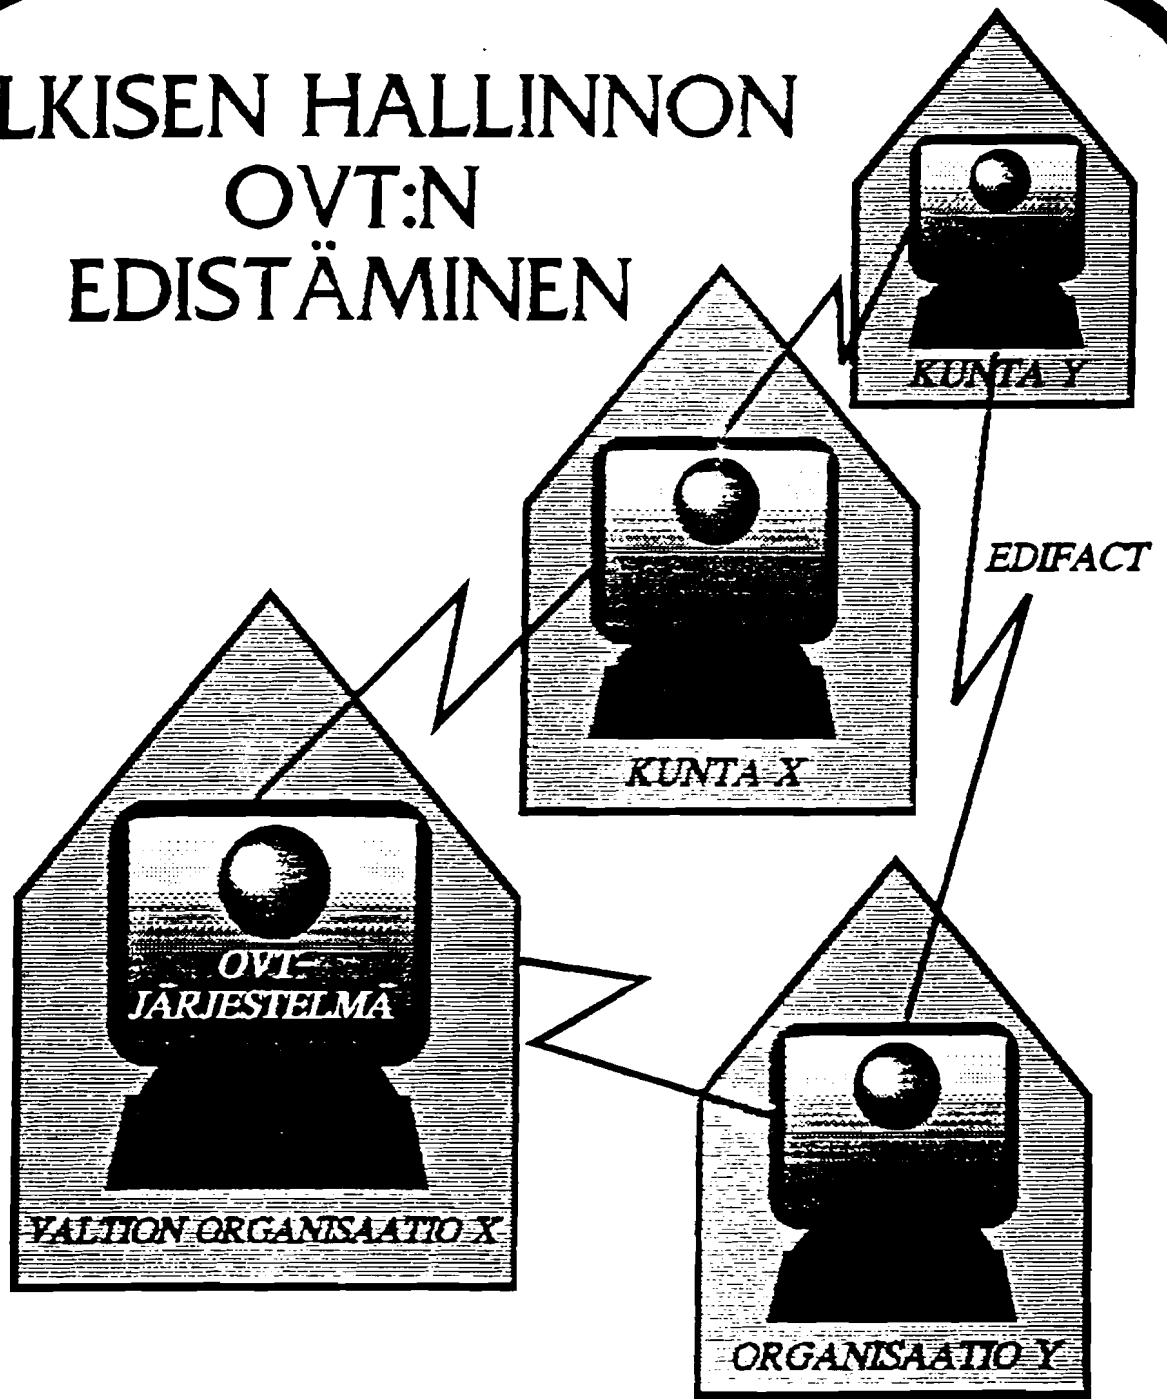 LKISEN HALLINNON
OVT:N
EDISTÄMINEN
KUNTA Y
EDIFACT
KUNTA X
OVT-
JÄRJESTELMÄ
VALTION ORGANISAATIO X
ORGANISAATIO Y